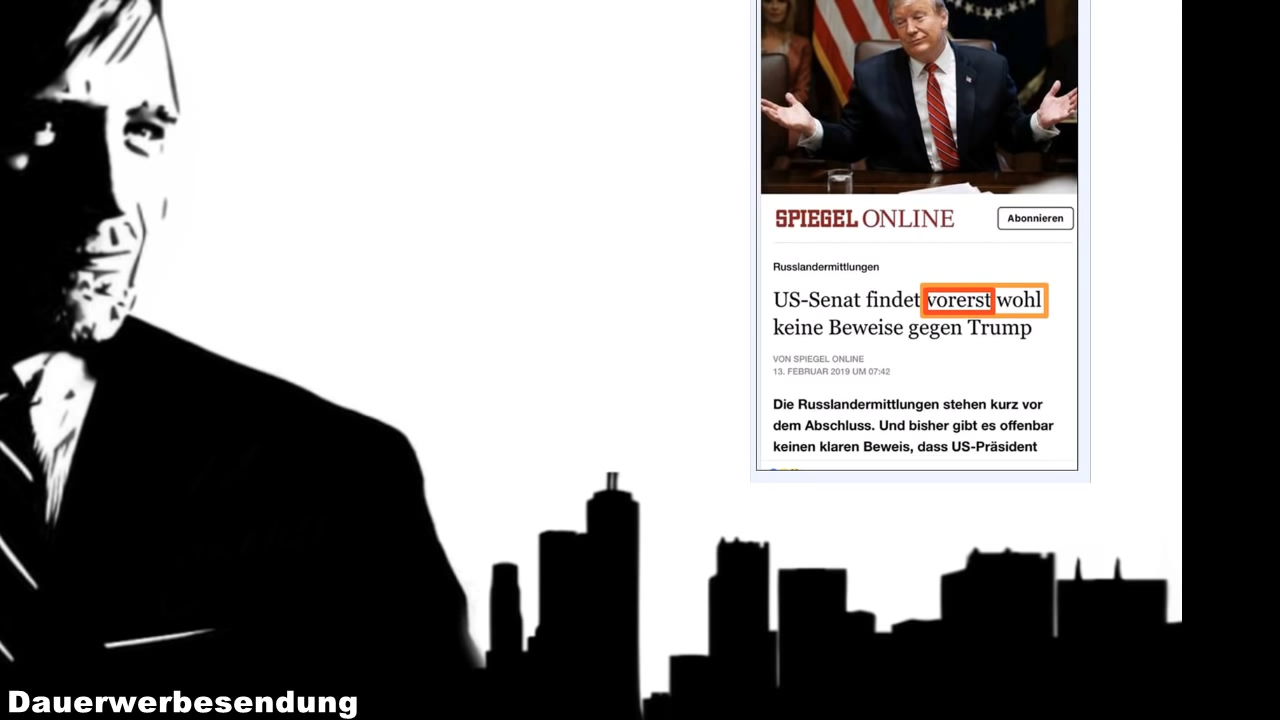 SPIEGEL ONLINE
Abonnieren
Russlandermittlungen
US-Senat findet vorerst wohl
keine Beweise gegen Trump
VON SPIEGEL ONLINE
13. FEBRUAR 2019 UM 07:42
Die Russlandermittlungen stehen kurz vor
dem Abschluss. Und bisher gibt es offenbar
keinen klaren Beweis, dass US-Präsident
Dauerwerbesendung